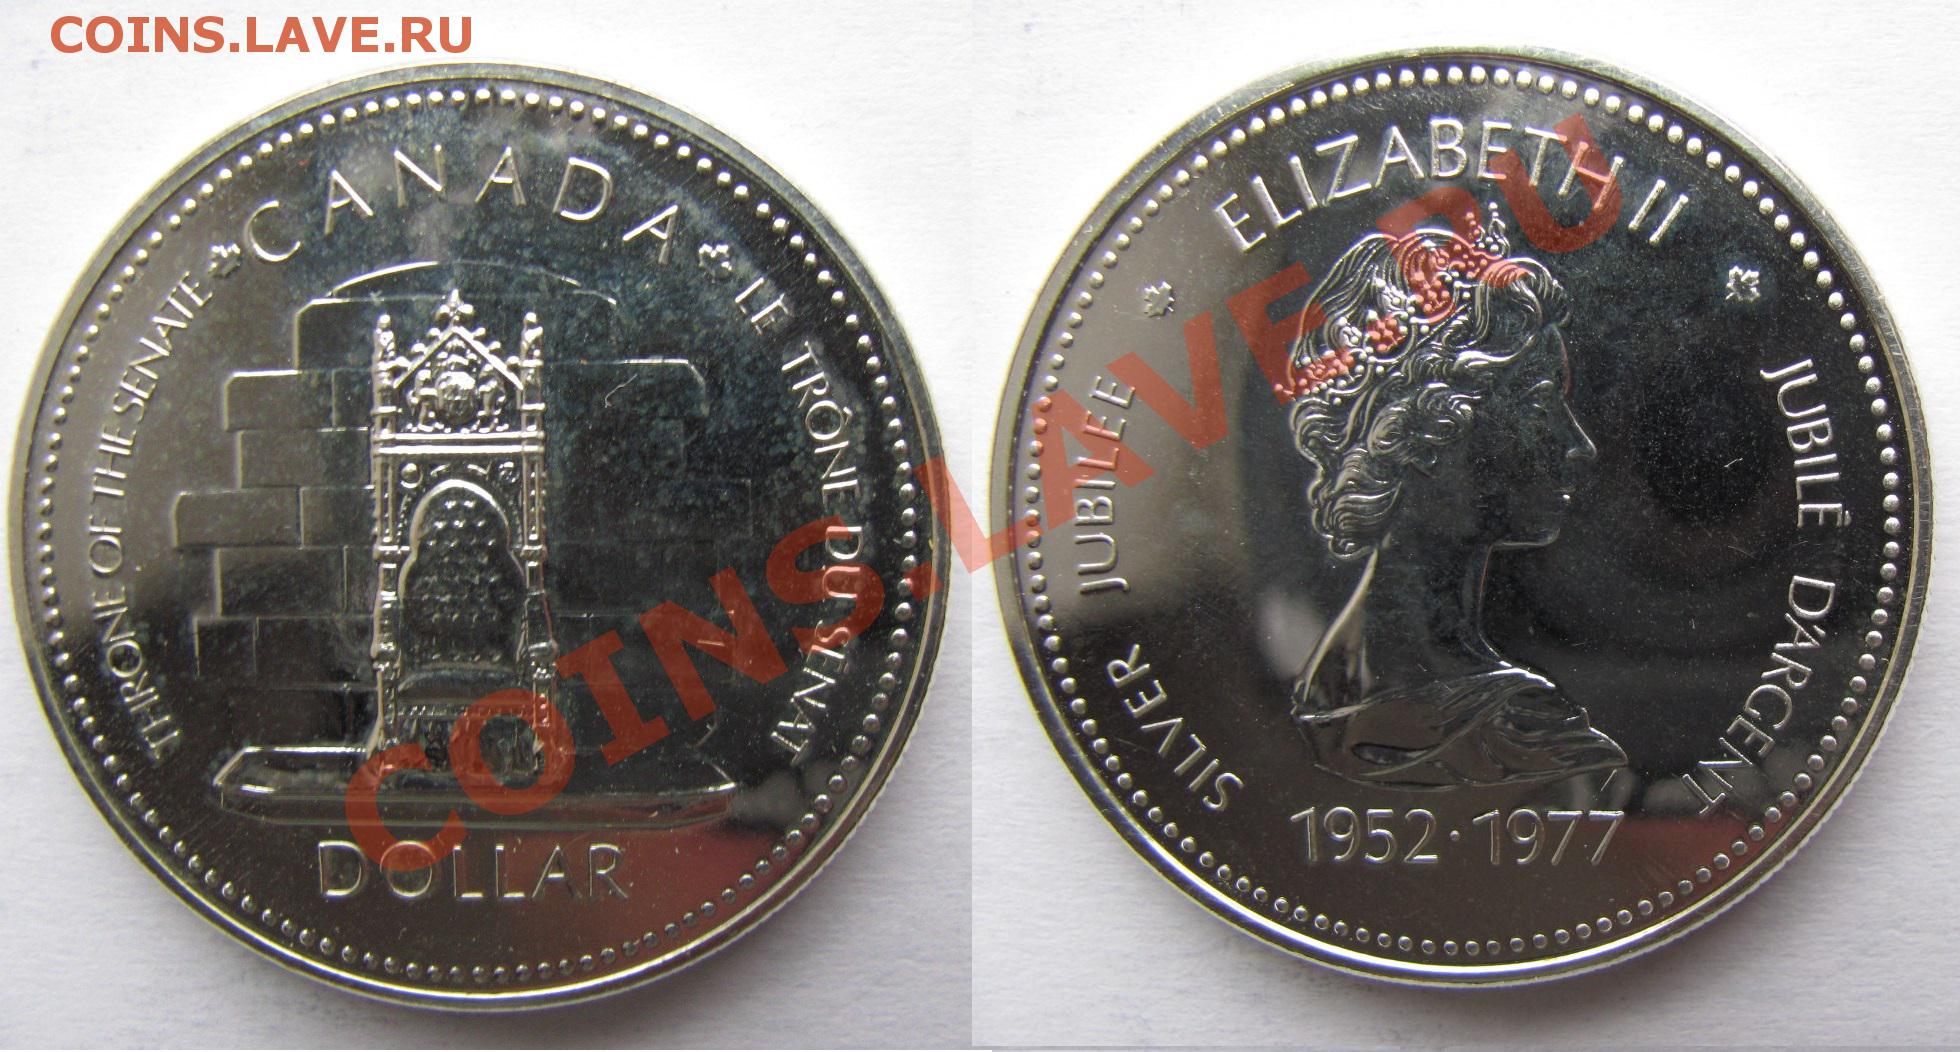 COINS.LAVE.RU
CANADA
THRONE OF THE SENATE
LE TRÔNE DU SÉNAT
DOLLAR
ELIZABETH II
SILVER JUBILEE
JUBILÉ D'ARGENT
1952·1977
COINS.LAVE.RU